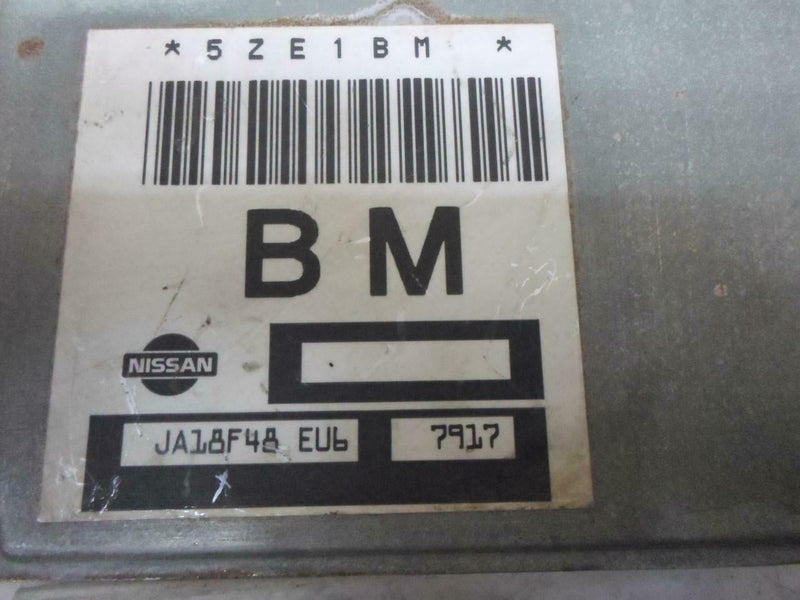 *5ZE1BM *
BM
NISSAN
JA18F48 EU6 7917